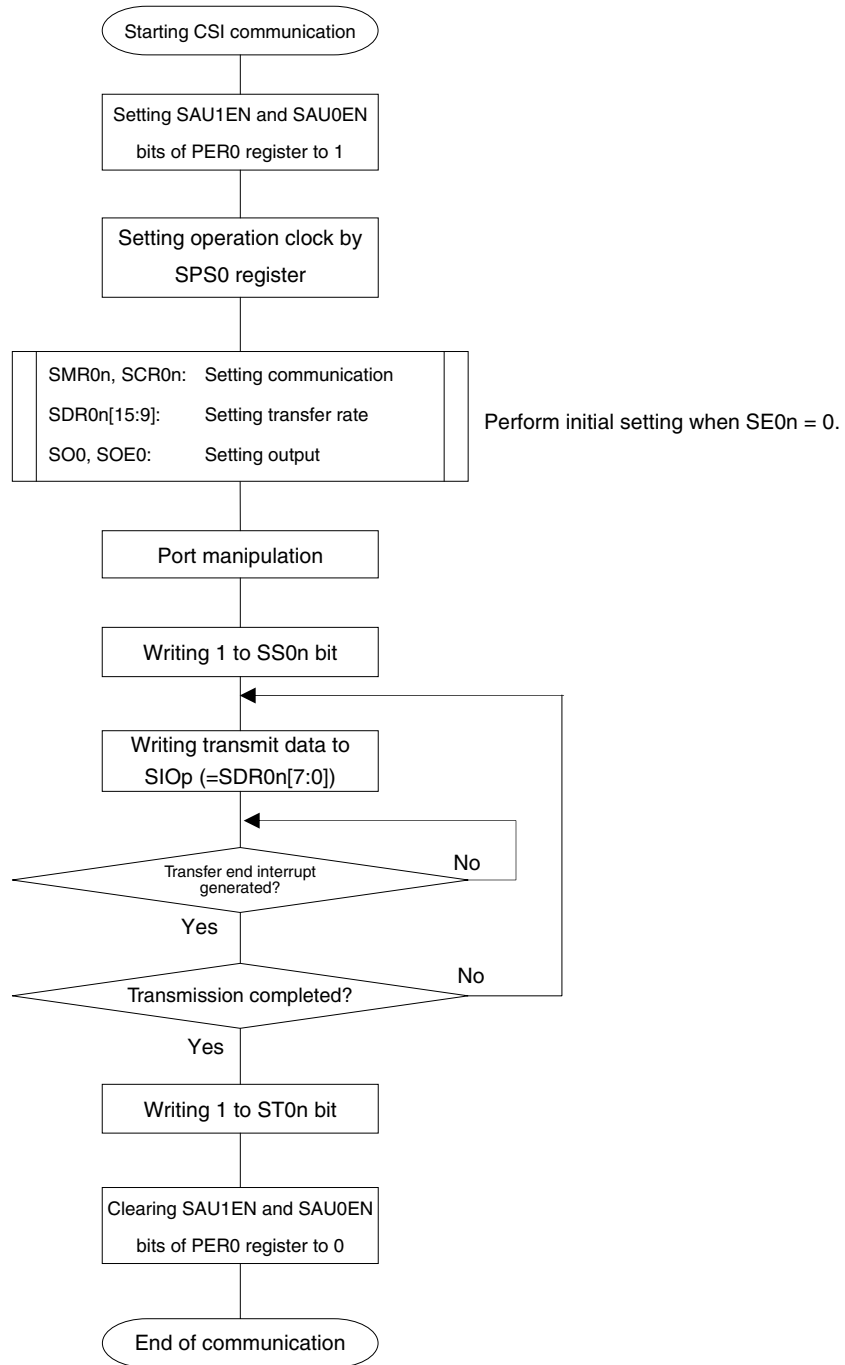 Starting CSI communication
Setting SAU1EN and SAU0EN
bits of PER0 register to 1
Setting operation clock by
SPS0 register
SMR0n, SCR0n: Setting communication
SDR0n[15:9]: Setting transfer rate
SO0, SOE0: Setting output
Perform initial setting when SE0n = 0.
Port manipulation
Writing 1 to SS0n bit
Writing transmit data to
SIOp (=SDR0n[7:0])
Transfer end interrupt
generated?
No
Yes
Transmission completed?
No
Yes
Writing 1 to ST0n bit
Clearing SAU1EN and SAU0EN
bits of PER0 register to 0
End of communication